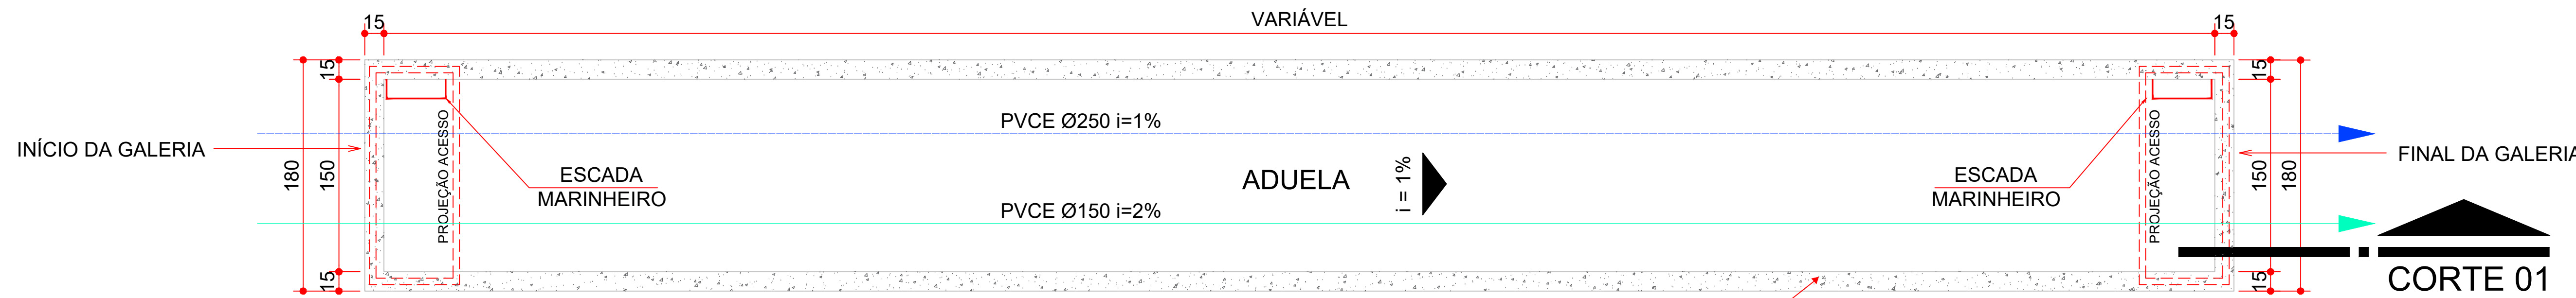 15
VARIÁVEL
15
15
15
PVCE Ø250 i=1%
INÍCIO DA GALERIA
180
150
PROJEÇÃO ACESSO
ESCADA
MARINHEIRO
ADUELA
i = 1%
ESCADA
MARINHEIRO
PROJEÇÃO ACESSO
150
180
FINAL DA GALERIA
PVCE Ø150 i=2%
15
15
CORTE 01